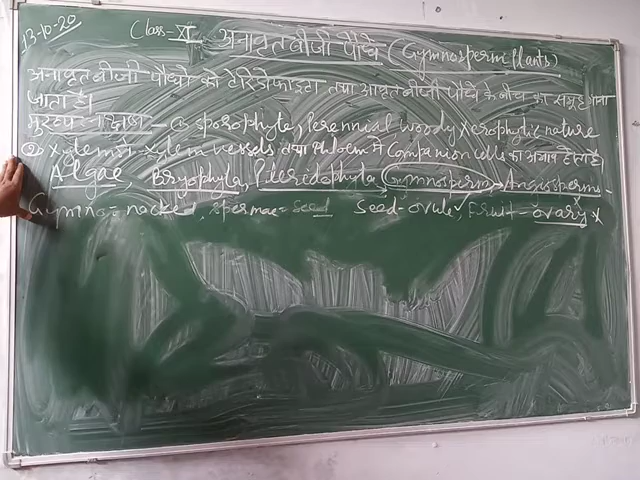 13-10-20
Class-XI अनावृतबीजी पौधे (Gymnosperm Plants)
अनावृतबीजी पौधों को टेरिडोफाइटा तथा आवृतबीजी पौधों के बीच का समूह माना
जाता है।
मुख्य लक्षण - ① Sporophyte, Perennial woody Xerophytic nature
② Xylem में Xylem vessels तथा Phloem में Companion cells का अभाव होता है।
Algae, Bryophyta, Pteridophyta, Gymnosperm, Angiosperms -
Gymno = nacked, spermae = seed Seed - ovule √ Fruit - ovary x